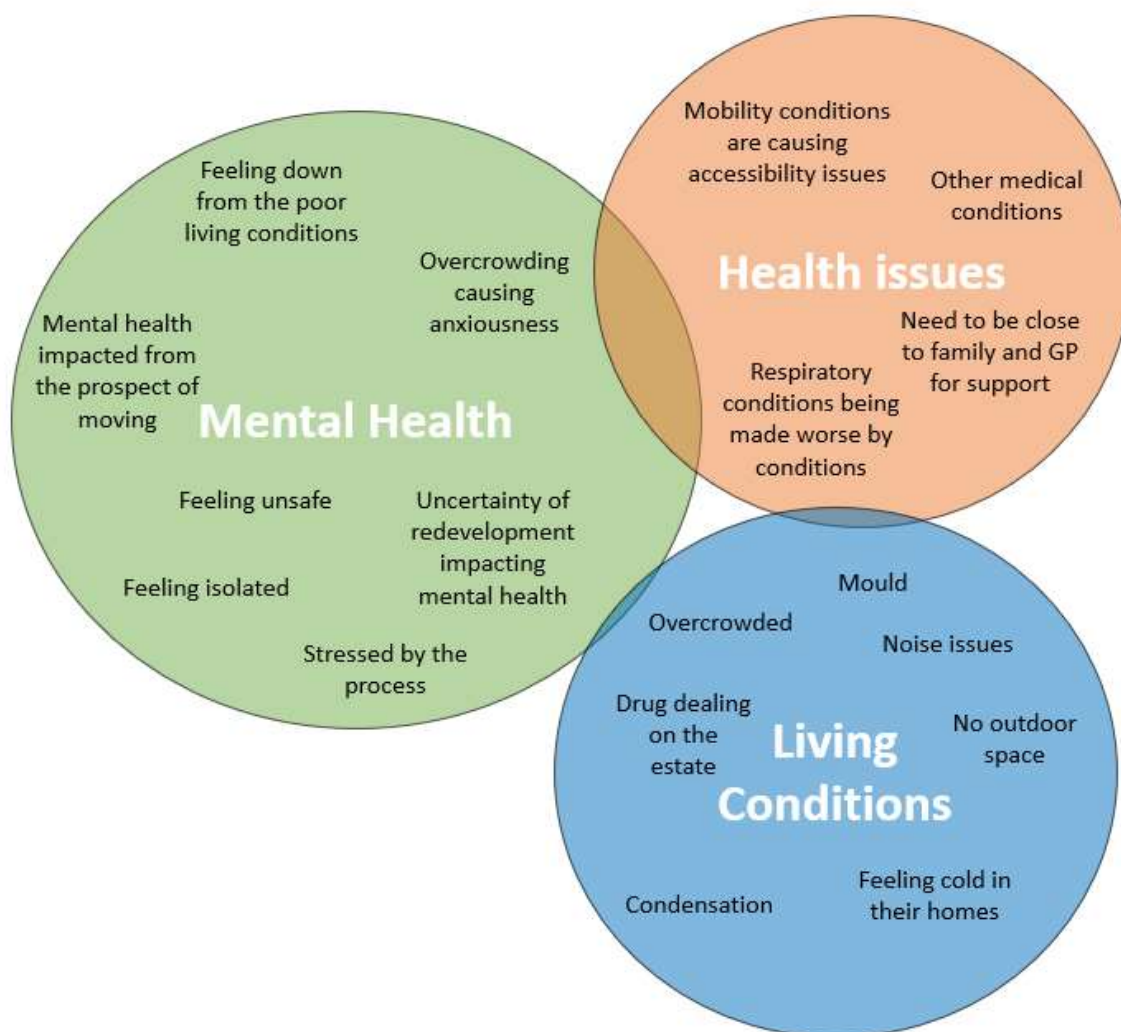 Mobility conditions
are causing
accessibility issues
Other medical
conditions
Health issues
Need to be close
to family and GP
for support
Respiratory
conditions being
made worse by
conditions
Feeling down
from the poor
living conditions
Overcrowding
causing
anxiousness
Mental health
impacted from
the prospect of
moving
Mental Health
Feeling unsafe
Uncertainty of
redevelopment
impacting
mental health
Feeling isolated
Stressed by the
process
Mould
Overcrowded
Noise issues
Drug dealing
on the
estate
Living
Conditions
No outdoor
space
Condensation
Feeling cold in
their homes